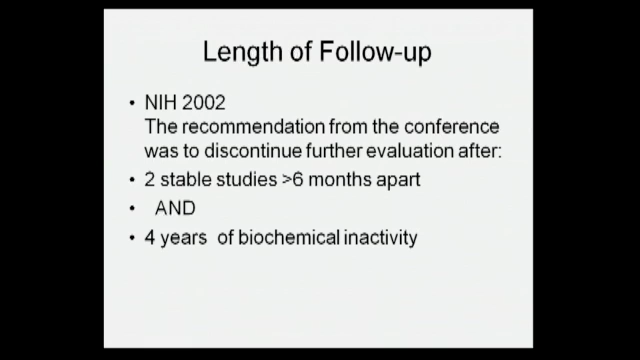 Length of Follow-up
• NIH 2002
The recommendation from the conference
was to discontinue further evaluation after:
• 2 stable studies >6 months apart
• AND
• 4 years of biochemical inactivity